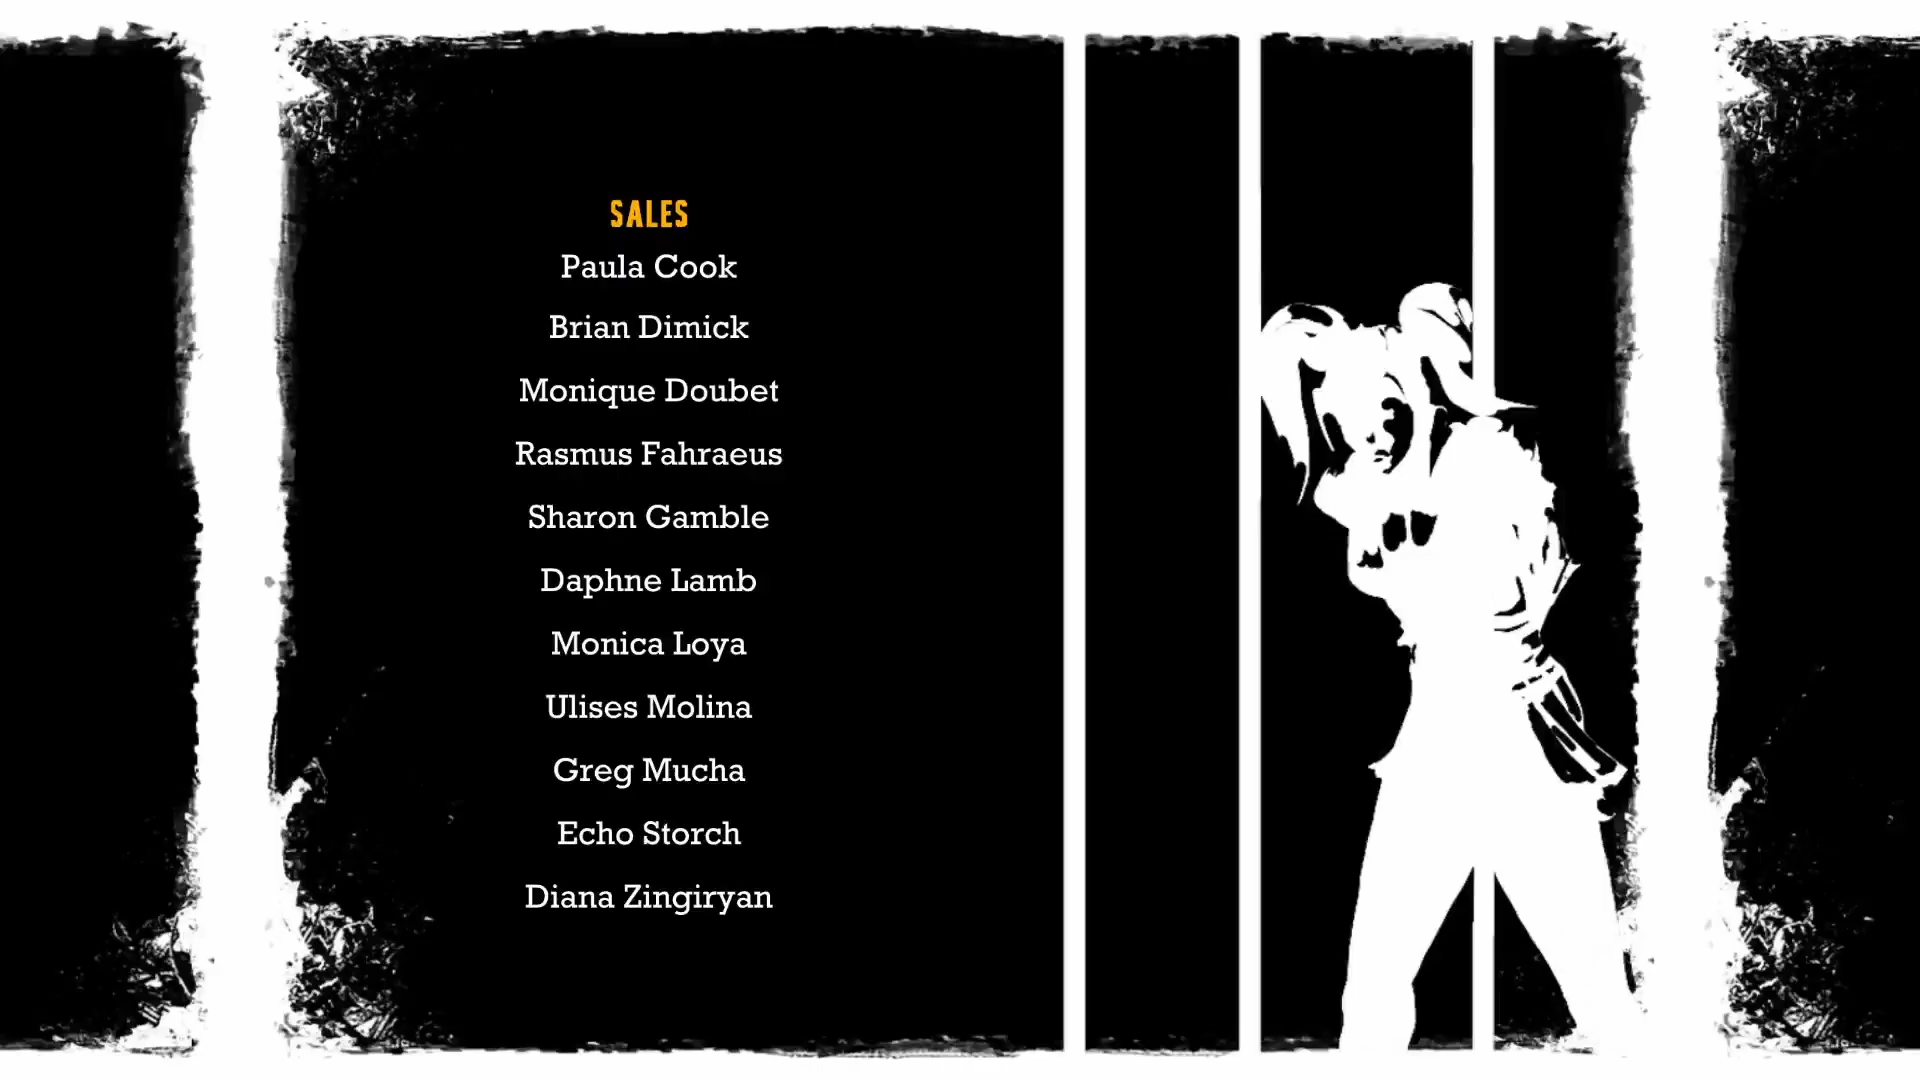 SALES
Paula Cook
Brian Dimick
Monique Doubet
Rasmus Fahraeus
Sharon Gamble
Daphne Lamb
Monica Loya
Ulises Molina
Greg Mucha
Echo Storch
Diana Zingiryan